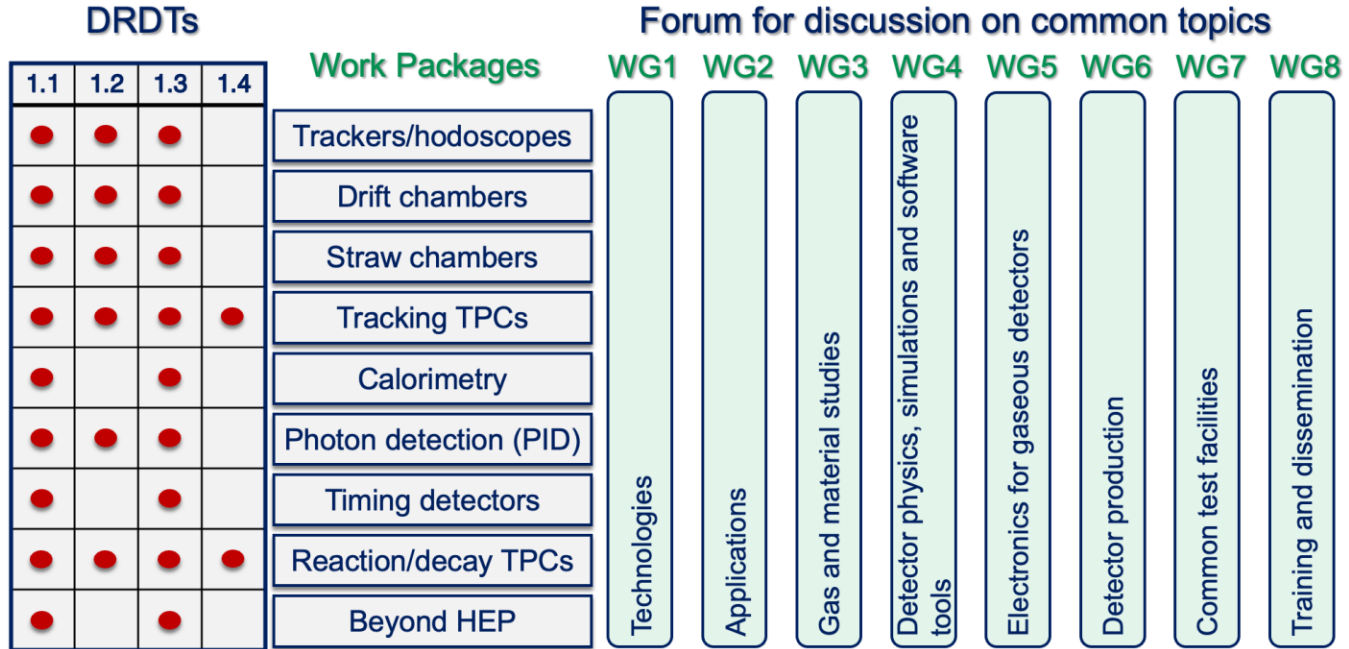 DRDTs
Forum for discussion on common topics
1.1 1.2 1.3 1.4
Work Packages
WG1 WG2 WG3 WG4 WG5 WG6 WG7 WG8
Trackers/hodoscopes
Drift chambers
Straw chambers
Tracking TPCs
Calorimetry
Photon detection (PID)
Timing detectors
Reaction/decay TPCs
Beyond HEP
Technologies
Applications
Gas and material studies
Detector physics, simulations and software
tools
Electronics for gaseous detectors
Detector production
Common test facilities
Training and dissemination